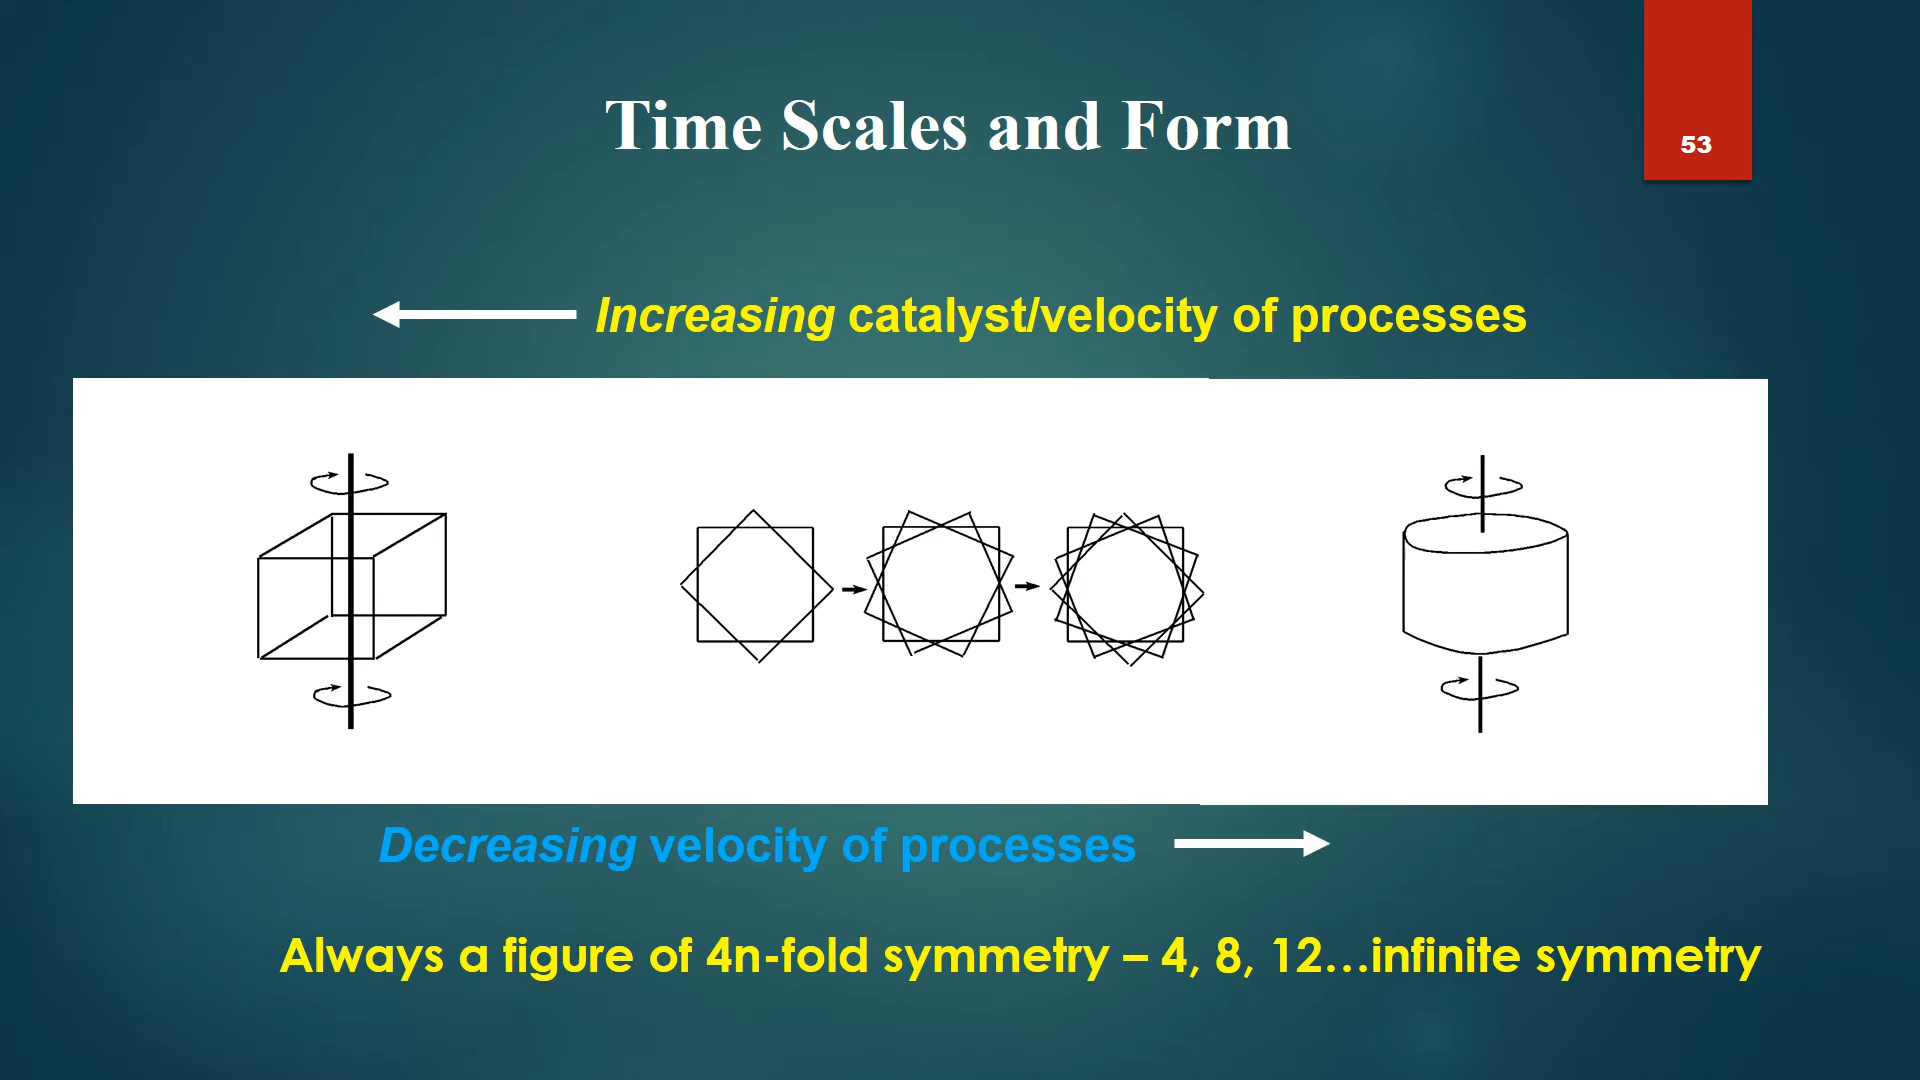 Time Scales and Form
53
Increasing catalyst/velocity of processes
Decreasing velocity of processes
Always a figure of 4n-fold symmetry – 4, 8, 12…infinite symmetry